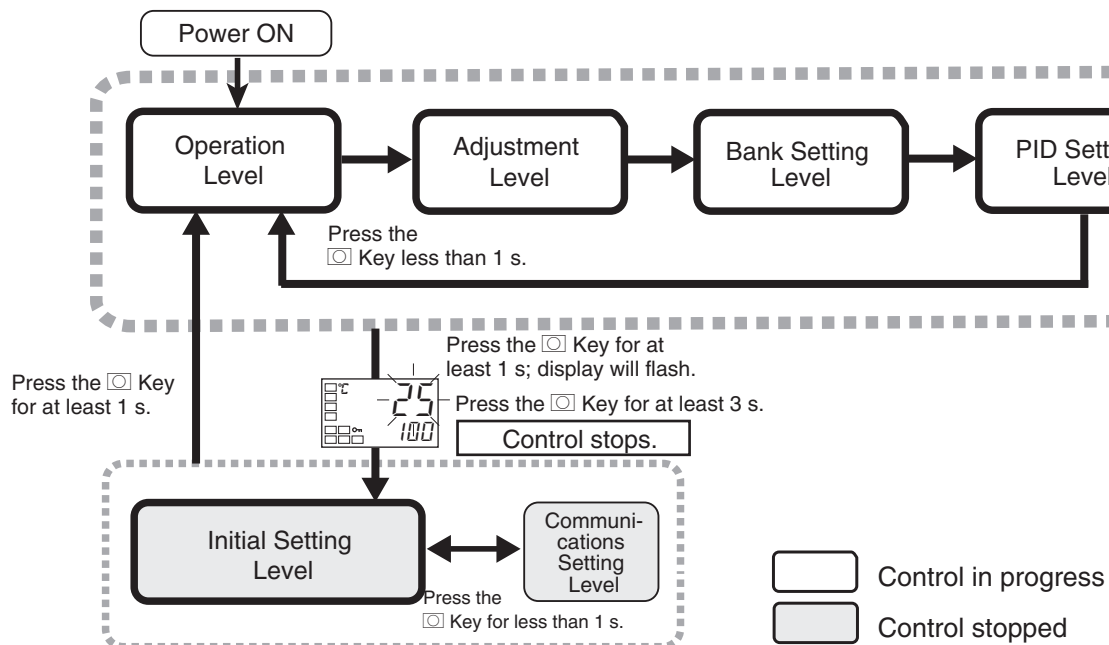 Power ON
Operation
Level
Adjustment
Level
Bank Setting
Level
PID Sett
Level
Press the
Key less than 1 s.
Press the Key for at
least 1 s; display will flash.
Press the Key
for at least 1 s.
°C
25
100
Press the Key for at least 3 s.
Control stops.
Initial Setting
Level
Communi-
cations
Setting
Level
Press the
Key for less than 1 s.
Control in progress
Control stopped